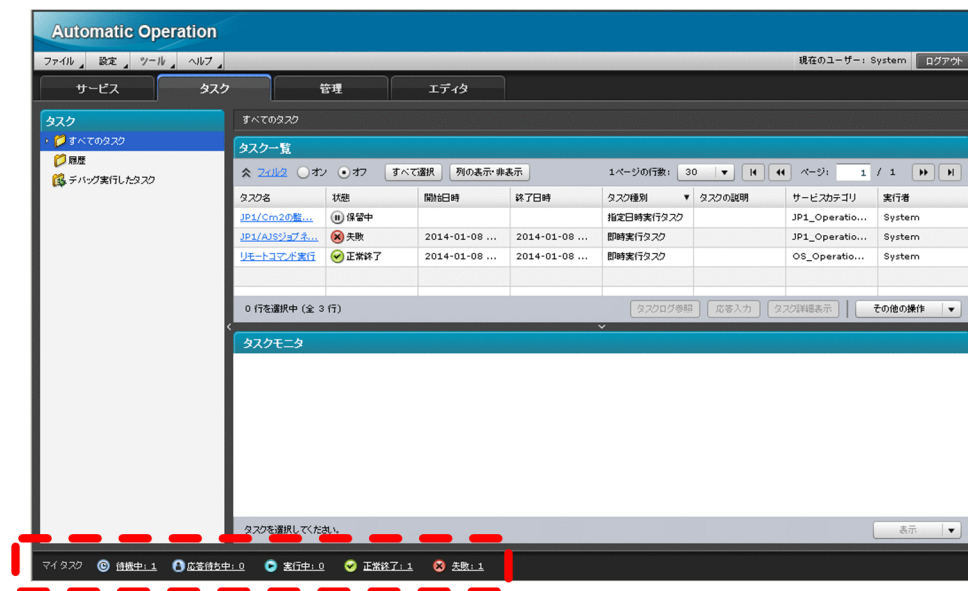 Automatic Operation
ファイル 設定 ツール ヘルプ 現在のユーザー: System ログアウト
サービス タスク 管理 エディタ
タスク
すべてのタスク
履歴
デバッグ実行したタスク
すべてのタスク
タスク一覧
フィルタ オン オフ すべて選択 列の表示・非表示 1ページの行数: 30 ページ: 1 / 1
タスク名 状態 開始日時 終了日時 タスク種別 タスクの説明 サービスカテゴリ 実行者
JP1/Cm2の監... 保留中 指定日時実行タスク JP1_Operatio... System
JP1/AJSジョブネ... 失敗 2014-01-08 ... 2014-01-08 ... 即時実行タスク JP1_Operatio... System
リモートコマンド実行 正常終了 2014-01-08 ... 2014-01-08 ... 即時実行タスク OS_Operatio... System
0 行を選択中 (全 3 行) タスクログ参照 応答入力 タスク詳細表示 その他の操作
タスクモニタ
タスクを選択してください。 表示
マイタスク 待機中: 1 応答待ち中: 0 実行中: 0 正常終了: 1 失敗: 1